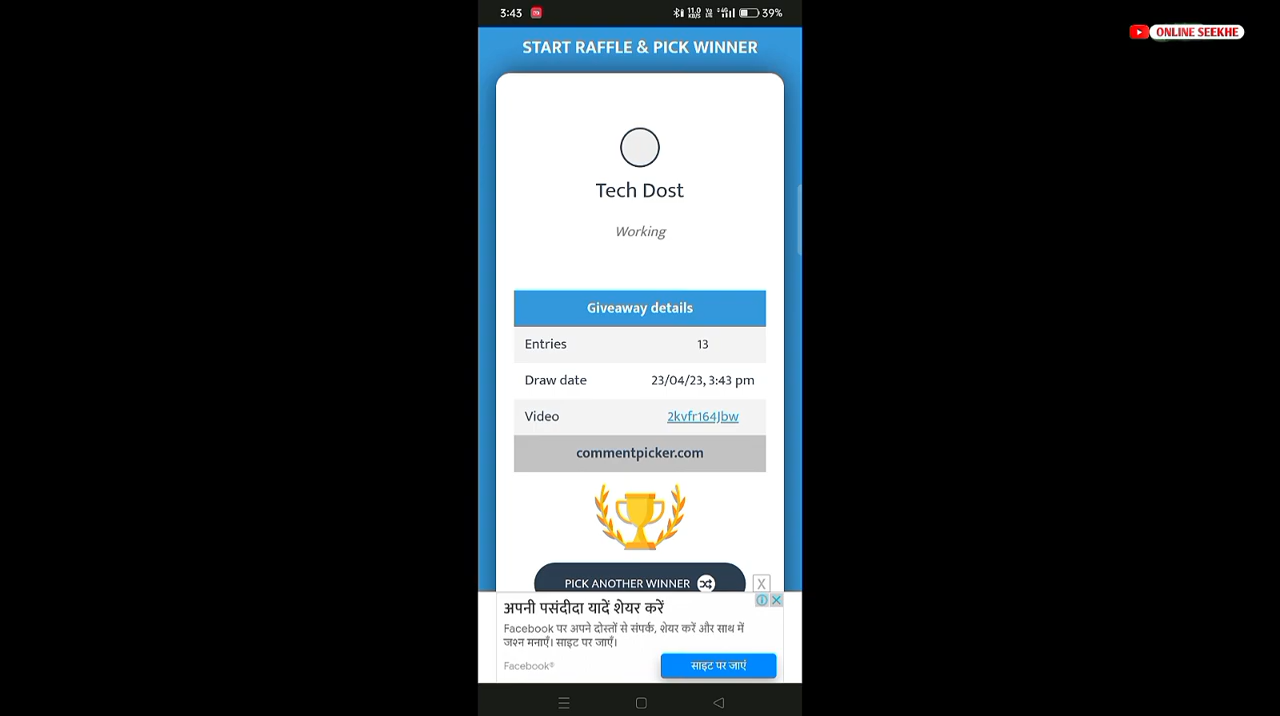 3:43
39%
ONLINE SEEKHE
START RAFFLE & PICK WINNER
Tech Dost
Working
Giveaway details
Entries 13
Draw date 23/04/23, 3:43 pm
Video 2kvfr164Jbw
commentpicker.com
PICK ANOTHER WINNER
X
अपनी पसंदीदा यादें शेयर करें
Facebook पर अपने दोस्तों से संपर्क, शेयर करें और साथ में
जश्न मनाएँ। साइट पर जाएँ।
Facebook®
साइट पर जाएं